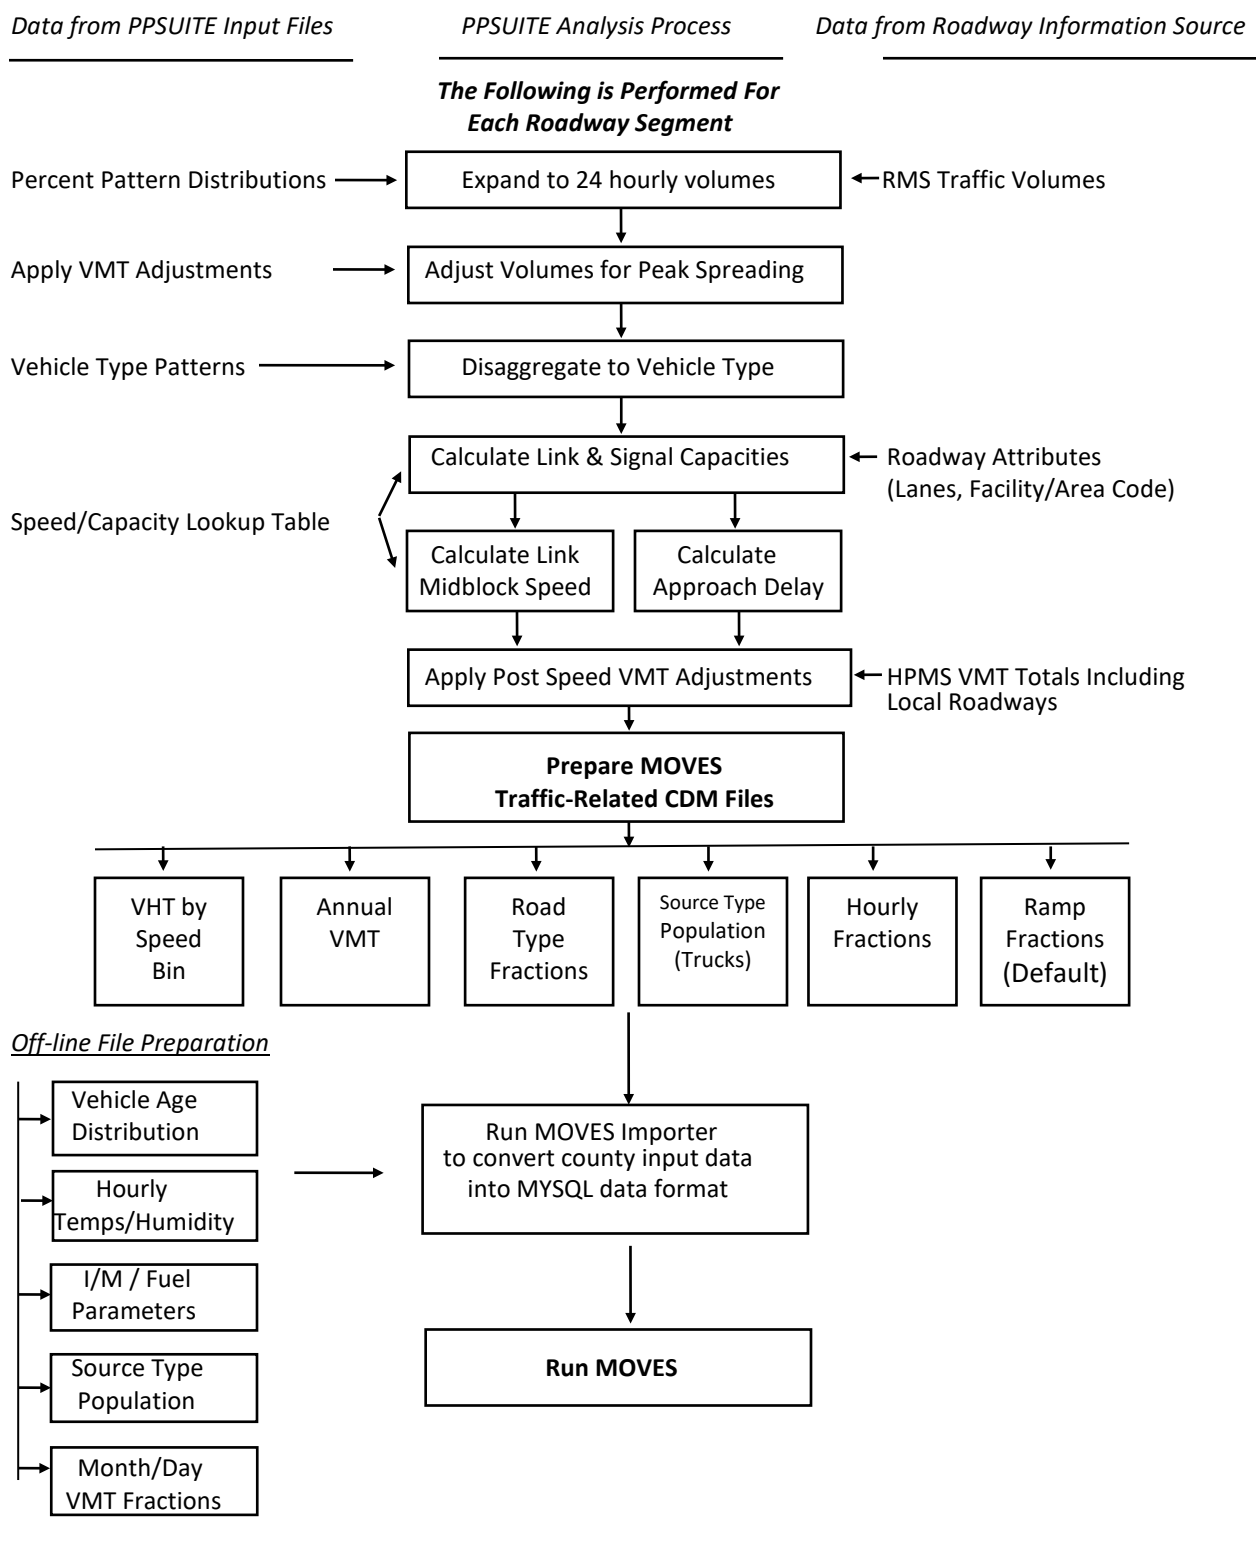 Data from PPSUITE Input Files
PPSUITE Analysis Process
Data from Roadway Information Source
The Following is Performed For
Each Roadway Segment
Percent Pattern Distributions
Expand to 24 hourly volumes
RMS Traffic Volumes
Apply VMT Adjustments
Adjust Volumes for Peak Spreading
Vehicle Type Patterns
Disaggregate to Vehicle Type
Calculate Link & Signal Capacities
Roadway Attributes
(Lanes, Facility/Area Code)
Speed/Capacity Lookup Table
Calculate Link
Midblock Speed
Calculate
Approach Delay
Apply Post Speed VMT Adjustments
HPMS VMT Totals Including
Local Roadways
Prepare MOVES
Traffic-Related CDM Files
VHT by
Speed
Bin
Annual
VMT
Road
Type
Fractions
Source Type
Population
(Trucks)
Hourly
Fractions
Ramp
Fractions
(Default)
Off-line File Preparation
Vehicle Age
Distribution
Hourly
Temps/Humidity
I/M / Fuel
Parameters
Source Type
Population
Month/Day
VMT Fractions
Run MOVES Importer
to convert county input data
into MYSQL data format
Run MOVES